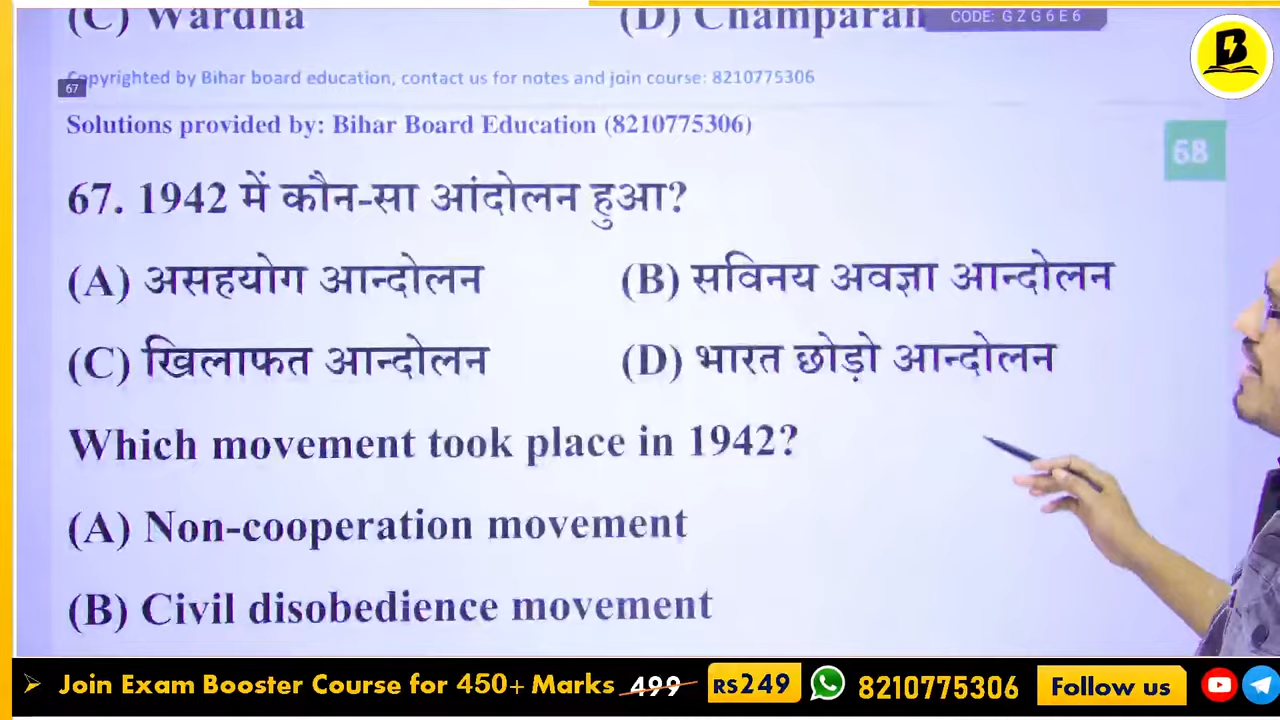 (C) Wardha (D) Champaran
CODE: G Z G 6 E 6
B
Copyrighted by Bihar board education, contact us for notes and join course: 8210775306
67
Solutions provided by: Bihar Board Education (8210775306)
68
67. 1942 में कौन-सा आंदोलन हुआ?
(A) असहयोग आन्दोलन (B) सविनय अवज्ञा आन्दोलन
(C) खिलाफत आन्दोलन (D) भारत छोड़ो आन्दोलन
Which movement took place in 1942?
(A) Non-cooperation movement
(B) Civil disobedience movement
Join Exam Booster Course for 450+ Marks 499 RS249 8210775306 Follow us